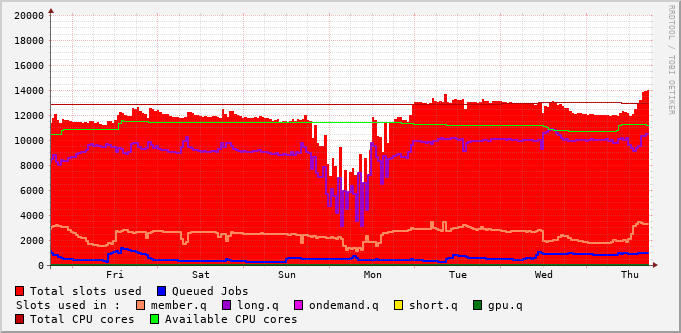 20000
18000
16000
14000
12000
10000
8000
6000
4000
2000
0
Fri Sat Sun Mon Tue Wed Thu
RRDTOOL / TOBI OETIKER
Total slots used Queued Jobs
Slots used in : member.q long.q ondemand.q short.q gpu.q
Total CPU cores Available CPU cores